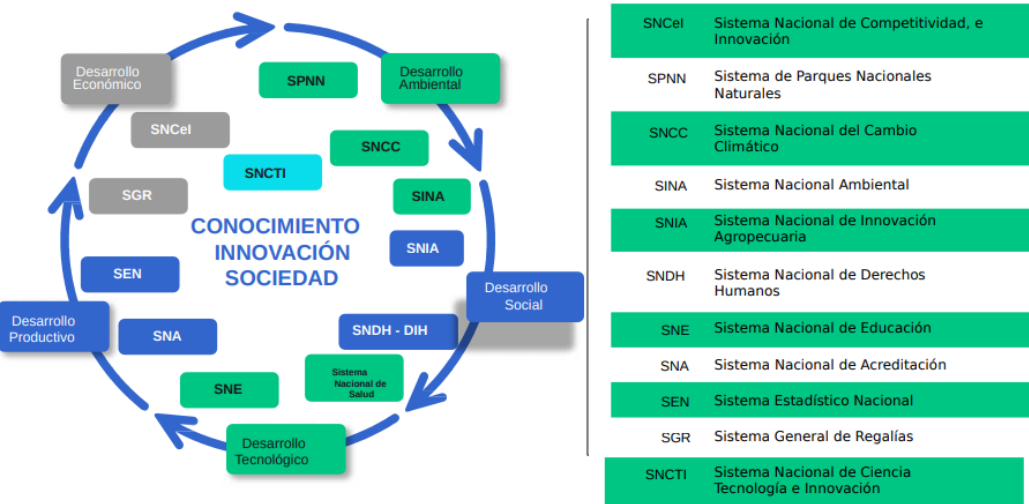 Desarrollo
Económico
SPNN
Desarrollo
Ambiental
SNCeI
SNCC
SNCTI
SGR
SINA
CONOCIMIENTO
INNOVACIÓN
SOCIEDAD
SNIA
SEN
Desarrollo
Social
Desarrollo
Productivo
SNA
SNDH - DIH
Sistema
Nacional de
Salud
SNE
Desarrollo
Tecnológico
SNCeI Sistema Nacional de Competitividad, e
Innovación
SPNN Sistema de Parques Nacionales
Naturales
SNCC Sistema Nacional del Cambio
Climático
SINA Sistema Nacional Ambiental
SNIA Sistema Nacional de Innovación
Agropecuaria
SNDH Sistema Nacional de Derechos
Humanos
SNE Sistema Nacional de Educación
SNA Sistema Nacional de Acreditación
SEN Sistema Estadístico Nacional
SGR Sistema General de Regalías
SNCTI Sistema Nacional de Ciencia
Tecnología e Innovación